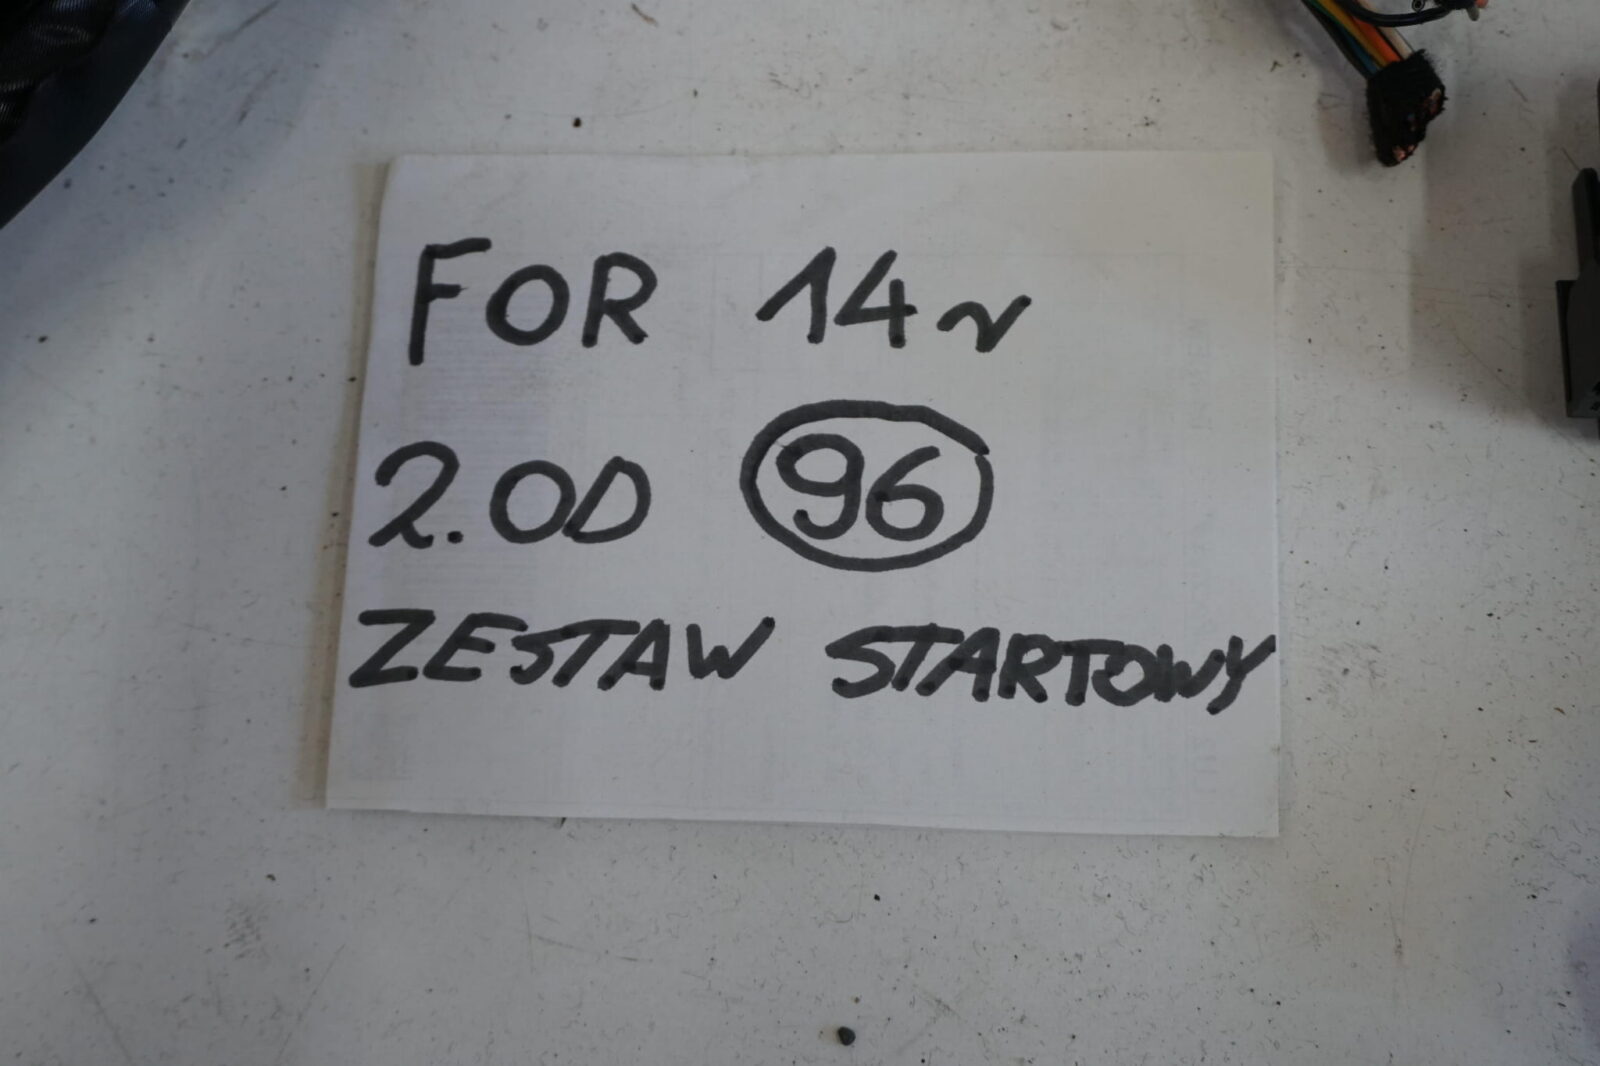 FOR 14r
2.0D 96
ZESTAW STARTOWY